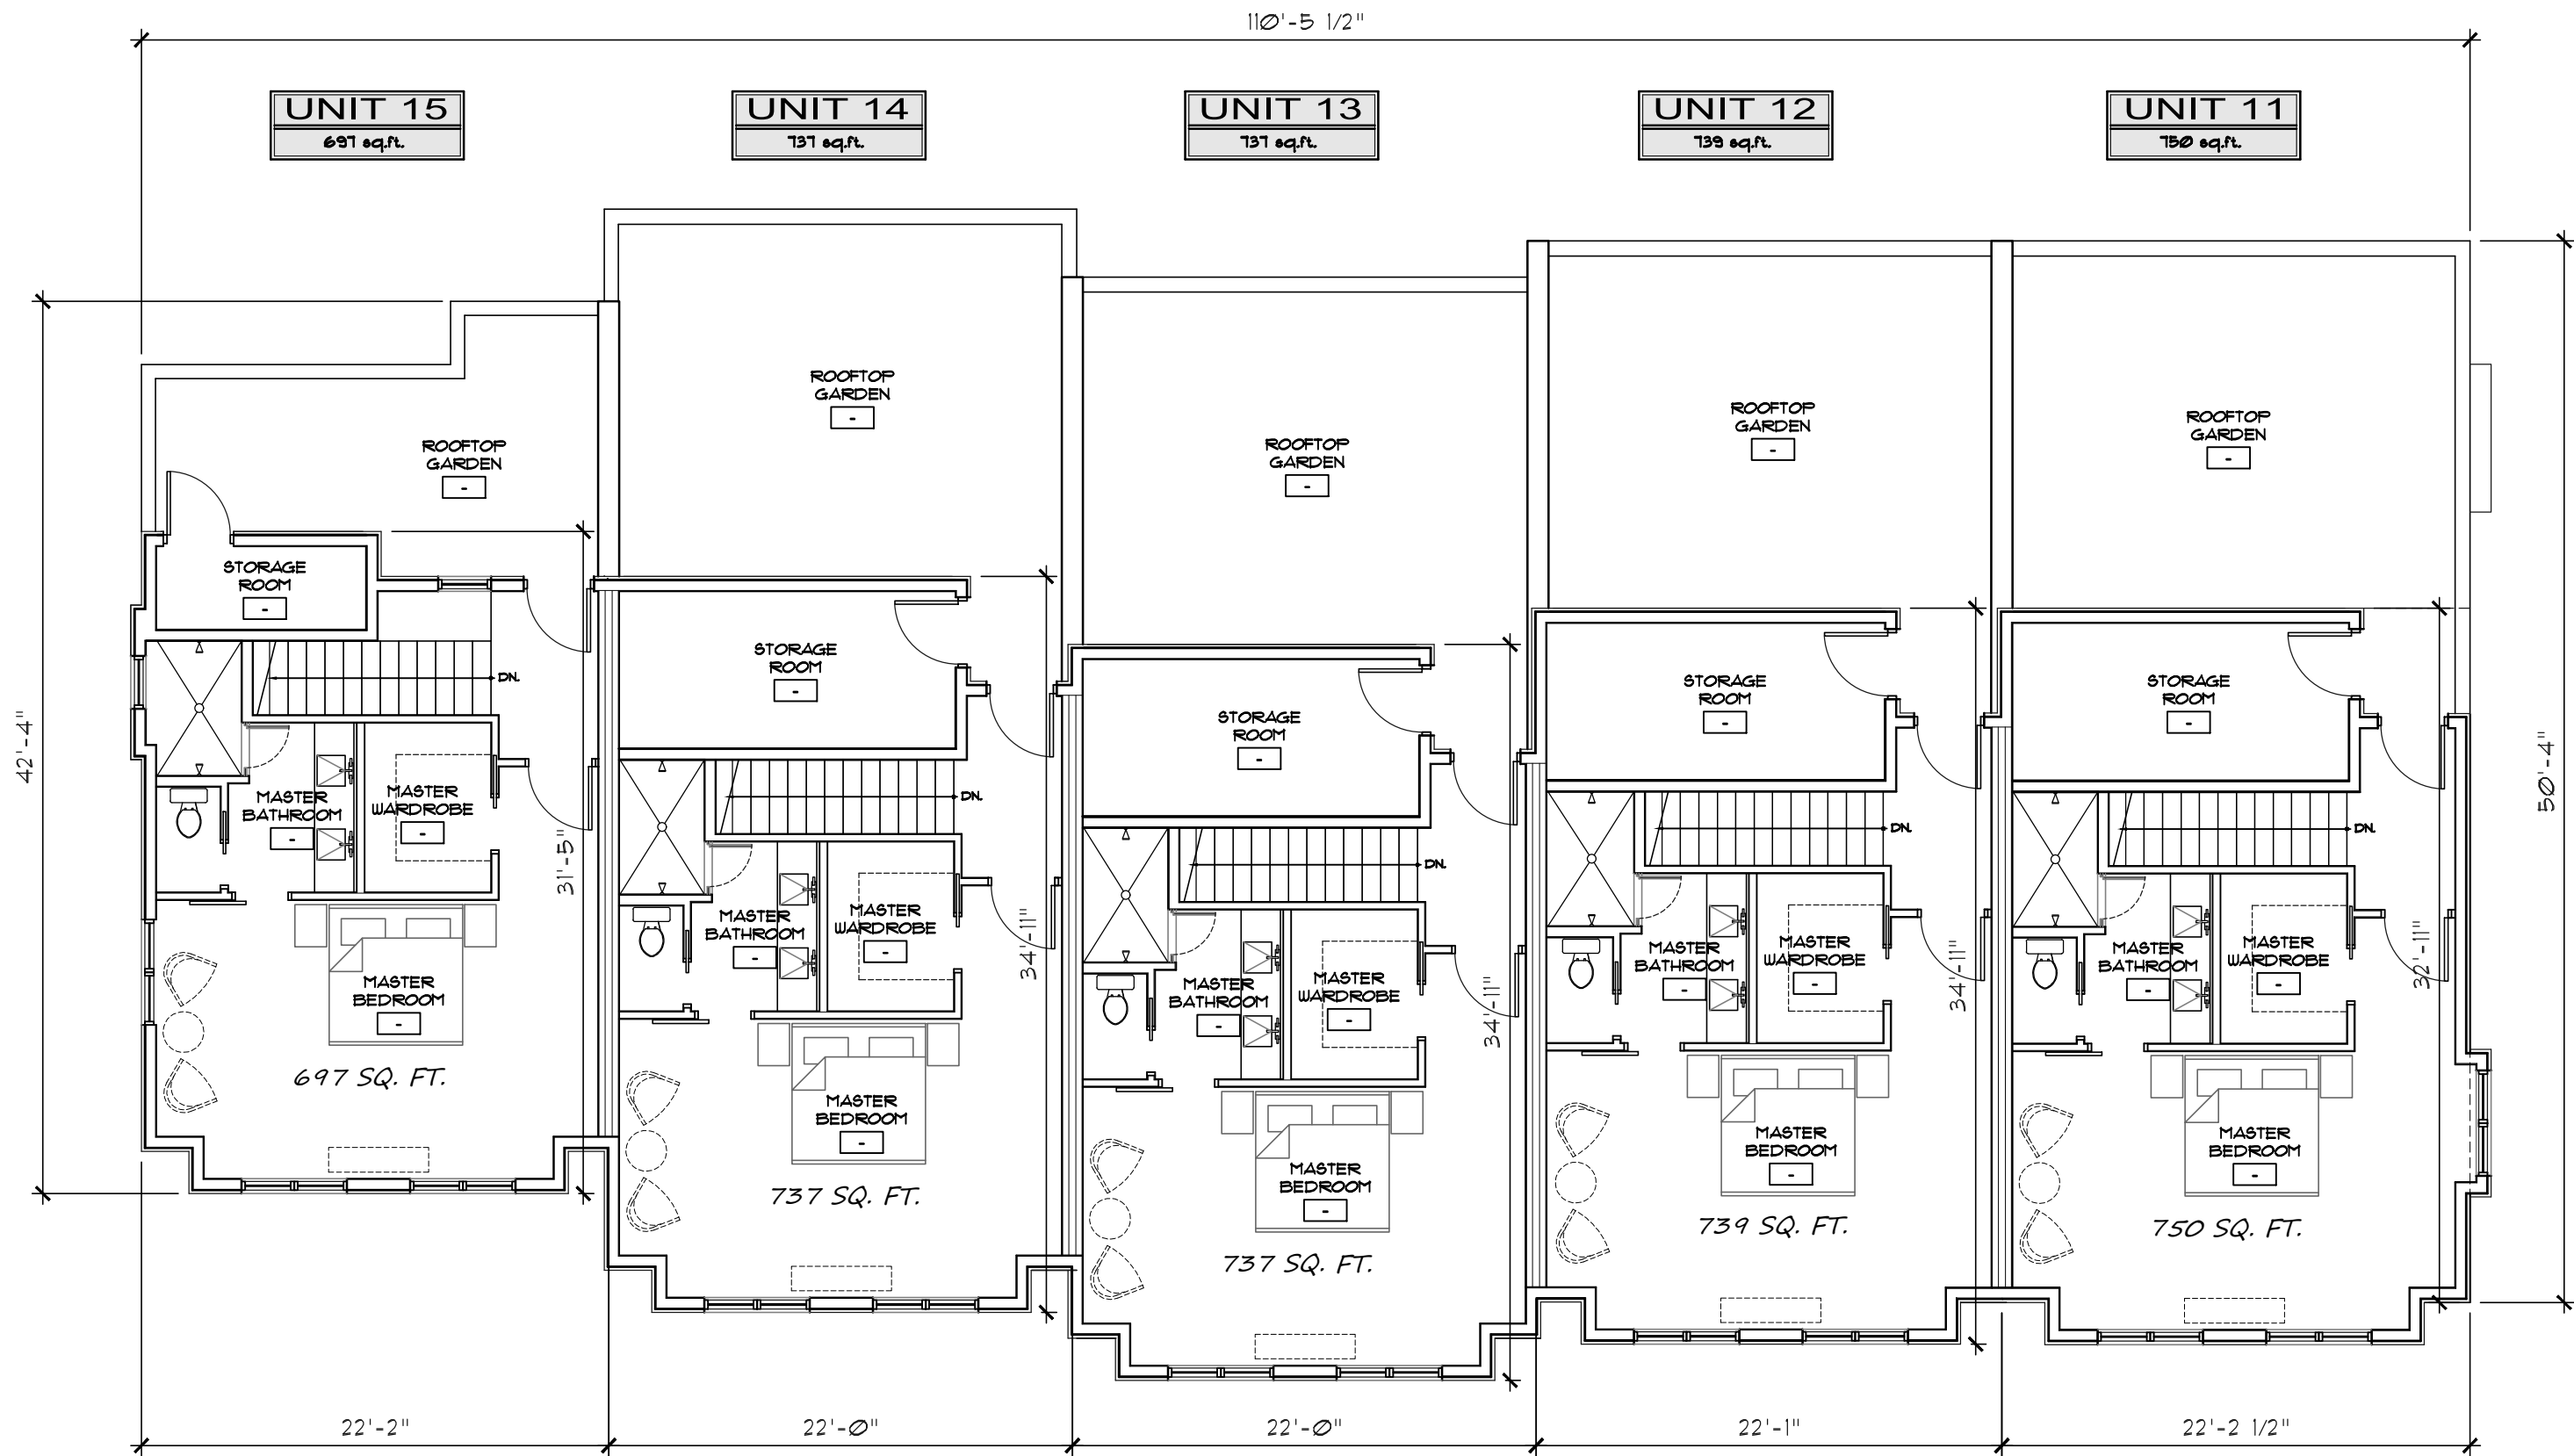 110'-5 1/2"
UNIT 15
697 sq.ft.
UNIT 14
737 sq.ft.
UNIT 13
737 sq.ft.
UNIT 12
739 sq.ft.
UNIT 11
750 sq.ft.
ROOFTOP
GARDEN
-
ROOFTOP
GARDEN
-
ROOFTOP
GARDEN
-
ROOFTOP
GARDEN
-
ROOFTOP
GARDEN
-
STORAGE
ROOM
-
STORAGE
ROOM
-
STORAGE
ROOM
-
STORAGE
ROOM
-
STORAGE
ROOM
-
DN.
DN.
DN.
DN.
DN.
42'-4"
50'-4"
MASTER
BATHROOM
-
MASTER
WARDROBE
-
31'-5"
MASTER
BATHROOM
-
MASTER
WARDROBE
-
34'-11"
MASTER
BATHROOM
-
MASTER
WARDROBE
-
34'-11"
MASTER
BATHROOM
-
MASTER
WARDROBE
-
34'-11"
MASTER
BATHROOM
-
MASTER
WARDROBE
-
32'-11"
MASTER
BEDROOM
-
697 SQ. FT.
MASTER
BEDROOM
-
737 SQ. FT.
MASTER
BEDROOM
-
737 SQ. FT.
MASTER
BEDROOM
-
739 SQ. FT.
MASTER
BEDROOM
-
750 SQ. FT.
22'-2"
22'-0"
22'-0"
22'-1"
22'-2 1/2"